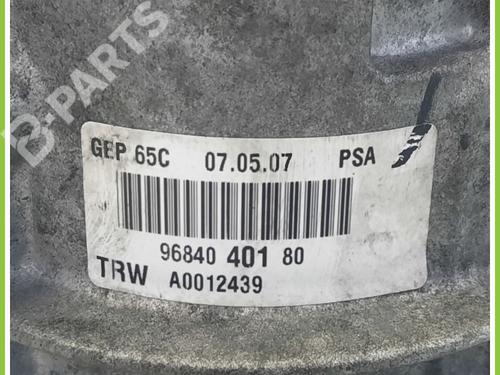 B-PARTS
GEP 65C 07.05.07 PSA
96840 401 80
TRW A0012439